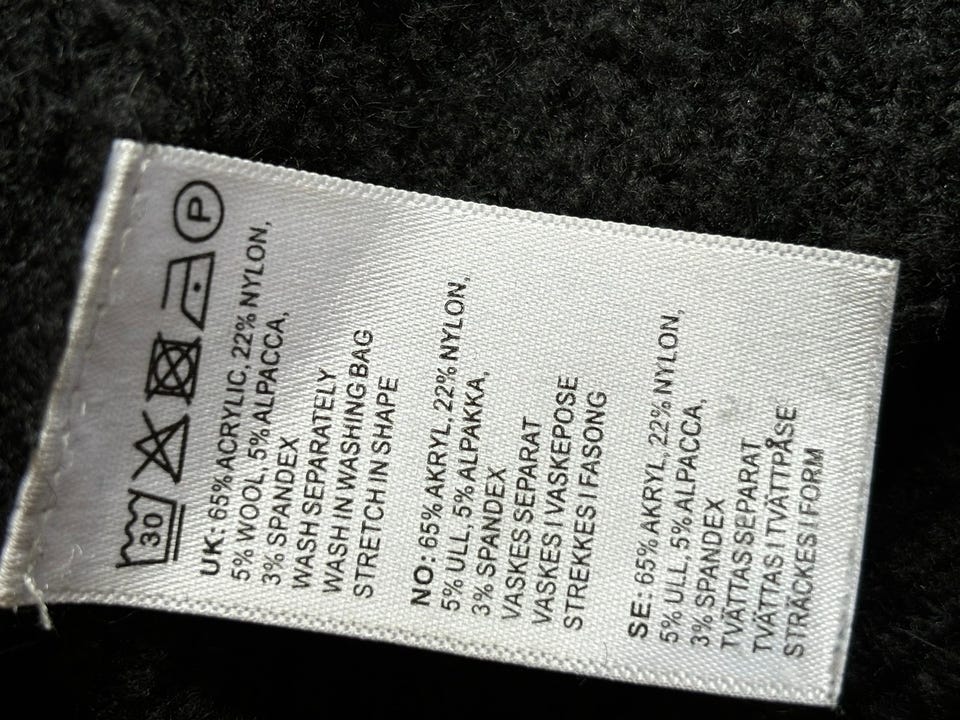 30 P
UK: 65% ACRYLIC, 22% NYLON,
5% WOOL, 5% ALPACCA,
3% SPANDEX
WASH SEPARATELY
WASH IN WASHING BAG
STRETCH IN SHAPE
NO: 65% AKRYL, 22% NYLON,
5% ULL, 5% ALPAKKA,
3% SPANDEX
VASKES SEPARAT
VASKES I VASKEPOSE
STREKKES I FASONG
SE: 65% AKRYL, 22% NYLON,
5% ULL, 5% ALPACCA,
3% SPANDEX
TVÄTTAS SEPARAT
TVÄTTAS I TVÄTTPÅSE
STRÄCKES I FORM